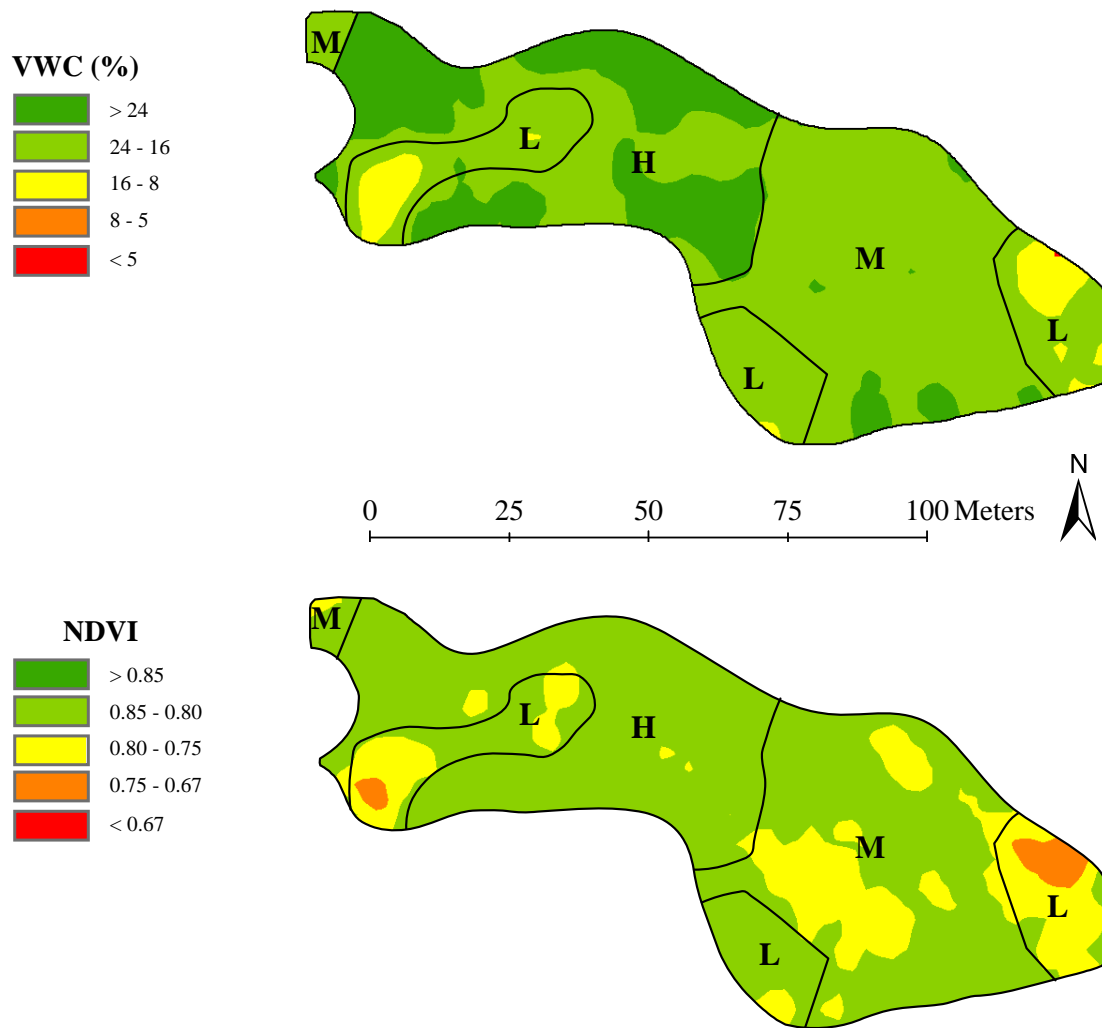 VWC (%)
> 24
24 - 16
16 - 8
8 - 5
< 5
M
L
H
M
L
L
N
0 25 50 75 100 Meters
NDVI
> 0.85
0.85 - 0.80
0.80 - 0.75
0.75 - 0.67
< 0.67
M
L
H
M
L
L